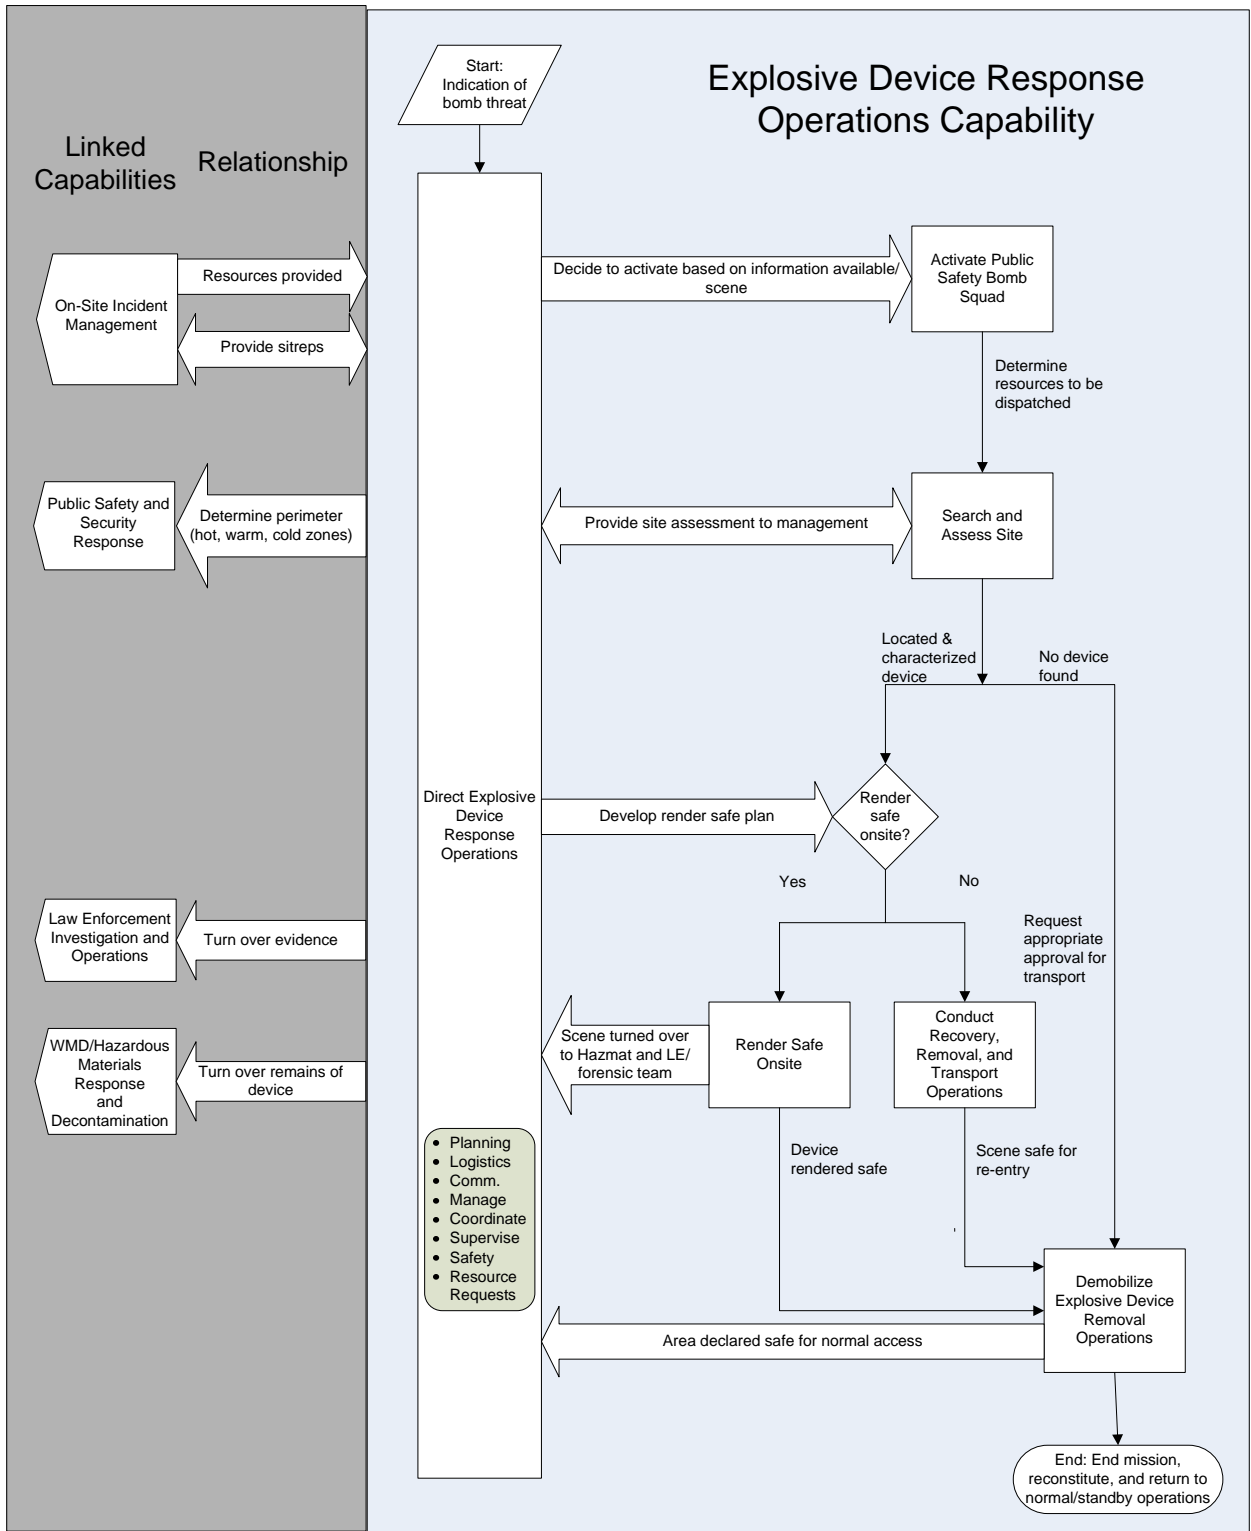 Explosive Device Response
Operations Capability
Linked
Capabilities
Relationship
Start:
Indication of
bomb threat
On-Site Incident
Management
Resources provided
Provide sitreps
Decide to activate based on information available/
scene
Activate Public
Safety Bomb
Squad
Determine
resources to be
dispatched
Public Safety and
Security
Response
Determine perimeter
(hot, warm, cold zones)
Provide site assessment to management
Search and
Assess Site
Located &
characterized
device
No device
found
Direct Explosive
Device
Response
Operations
Develop render safe plan
Render
safe
onsite?
Yes
No
Law Enforcement
Investigation and
Operations
Turn over evidence
Request
appropriate
approval for
transport
WMD/Hazardous
Materials
Response
and
Decontamination
Turn over remains of
device
Scene turned over
to Hazmat and LE/
forensic team
Render Safe
Onsite
Conduct
Recovery,
Removal, and
Transport
Operations
• Planning
• Logistics
• Comm.
• Manage
• Coordinate
• Supervise
• Safety
• Resource
Requests
Device
rendered safe
Scene safe for
re-entry
Demobilize
Explosive Device
Removal
Operations
Area declared safe for normal access
End: End mission,
reconstitute, and return to
normal/standby operations